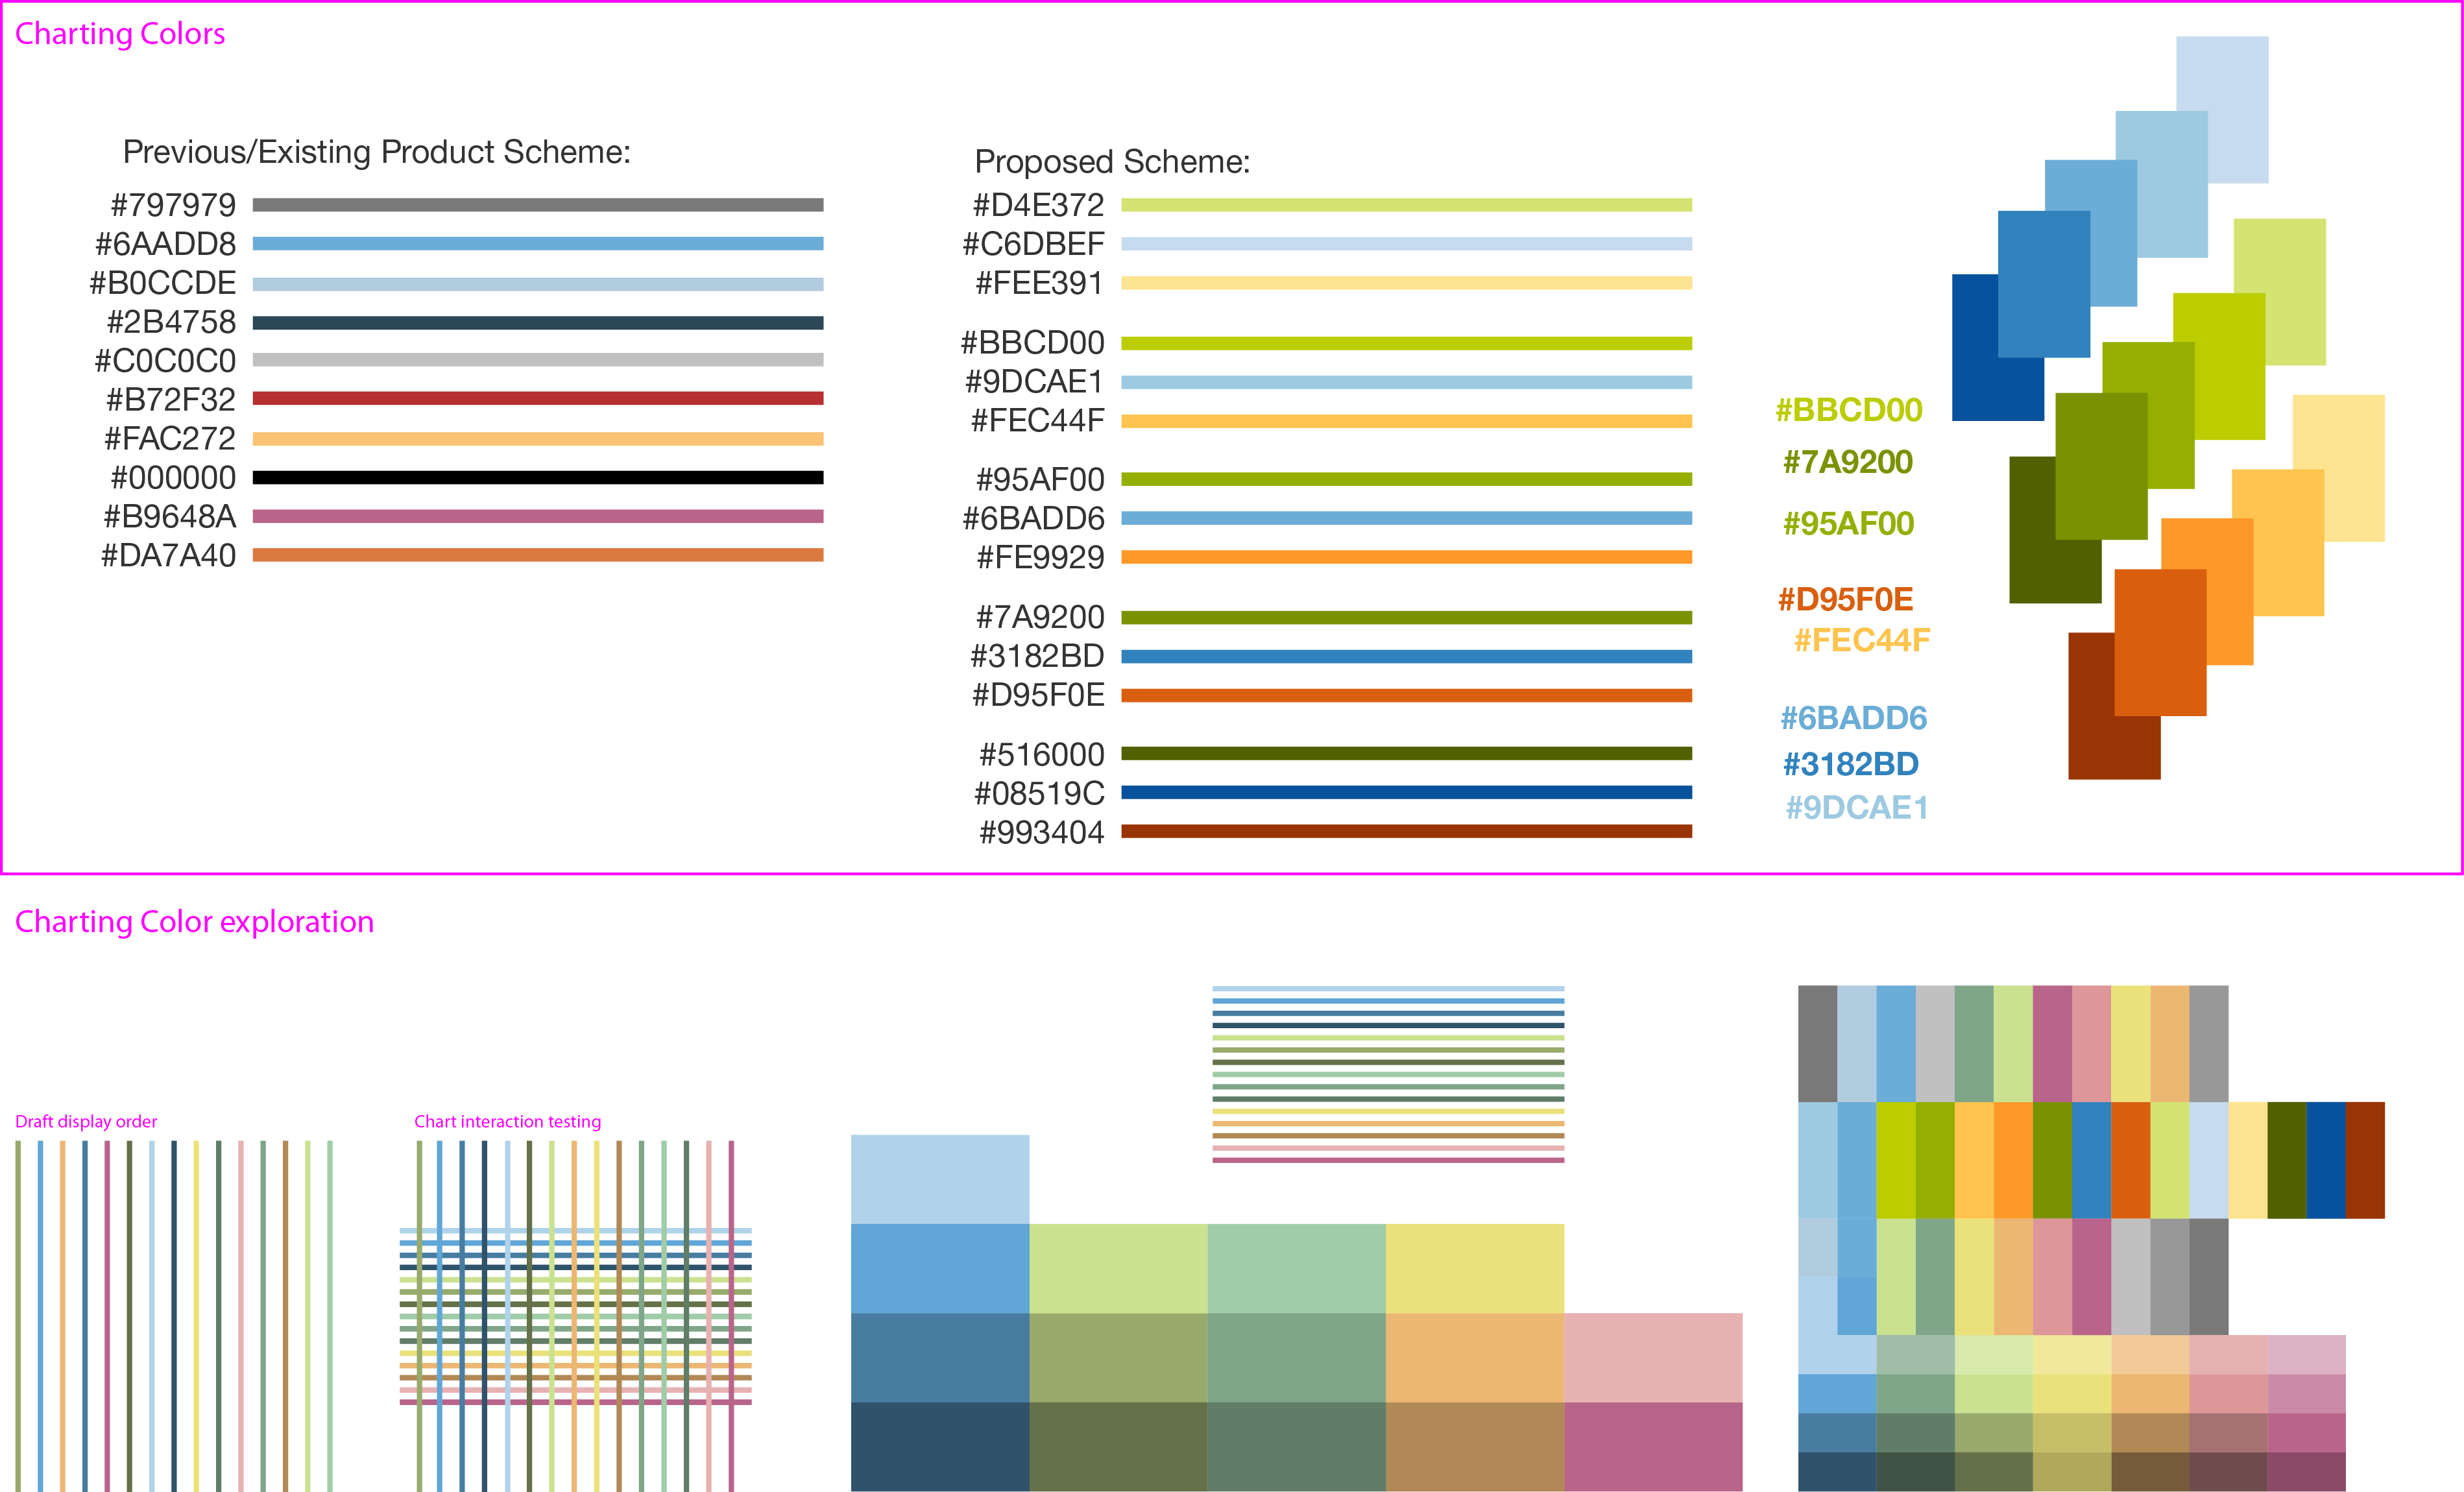 Charting Colors
Previous/Existing Product Scheme:
#797979
#6AADD8
#B0CCDE
#2B4758
#C0C0C0
#B72F32
#FAC272
#000000
#B9648A
#DA7A40
Proposed Scheme:
#D4E372
#C6DBEF
#FEE391
#BBCD00
#9DCAE1
#FEC44F
#95AF00
#6BADD6
#FE9929
#7A9200
#3182BD
#D95F0E
#516000
#08519C
#993404
#BBCD00
#7A9200
#95AF00
#D95F0E
#FEC44F
#6BADD6
#3182BD
#9DCAE1
Charting Color exploration
Draft display order
Chart interaction testing